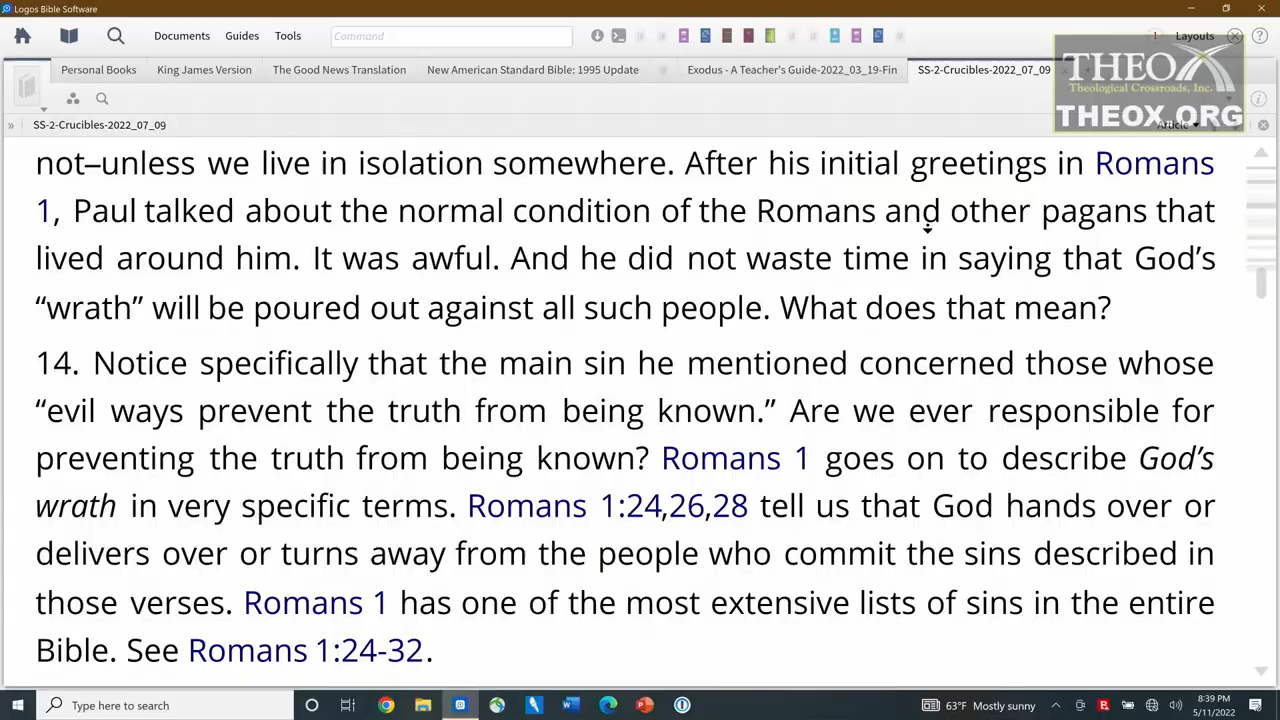 Logos Bible Software
Documents Guides Tools Command Layouts
Personal Books King James Version The Good News New American Standard Bible: 1995 Update Exodus - A Teacher's Guide-2022_03_19-Fin SS-2-Crucibles-2022_07_09
THEOX
Theological Crossroads, Inc.
THEOX.ORG
» SS-2-Crucibles-2022_07_09 Article
not–unless we live in isolation somewhere. After his initial greetings in Romans
1, Paul talked about the normal condition of the Romans and other pagans that
lived around him. It was awful. And he did not waste time in saying that God’s
“wrath” will be poured out against all such people. What does that mean?
14. Notice specifically that the main sin he mentioned concerned those whose
“evil ways prevent the truth from being known.” Are we ever responsible for
preventing the truth from being known? Romans 1 goes on to describe God’s
wrath in very specific terms. Romans 1:24,26,28 tell us that God hands over or
delivers over or turns away from the people who commit the sins described in
those verses. Romans 1 has one of the most extensive lists of sins in the entire
Bible. See Romans 1:24-32.
Type here to search 63°F Mostly sunny 8:39 PM
5/11/2022